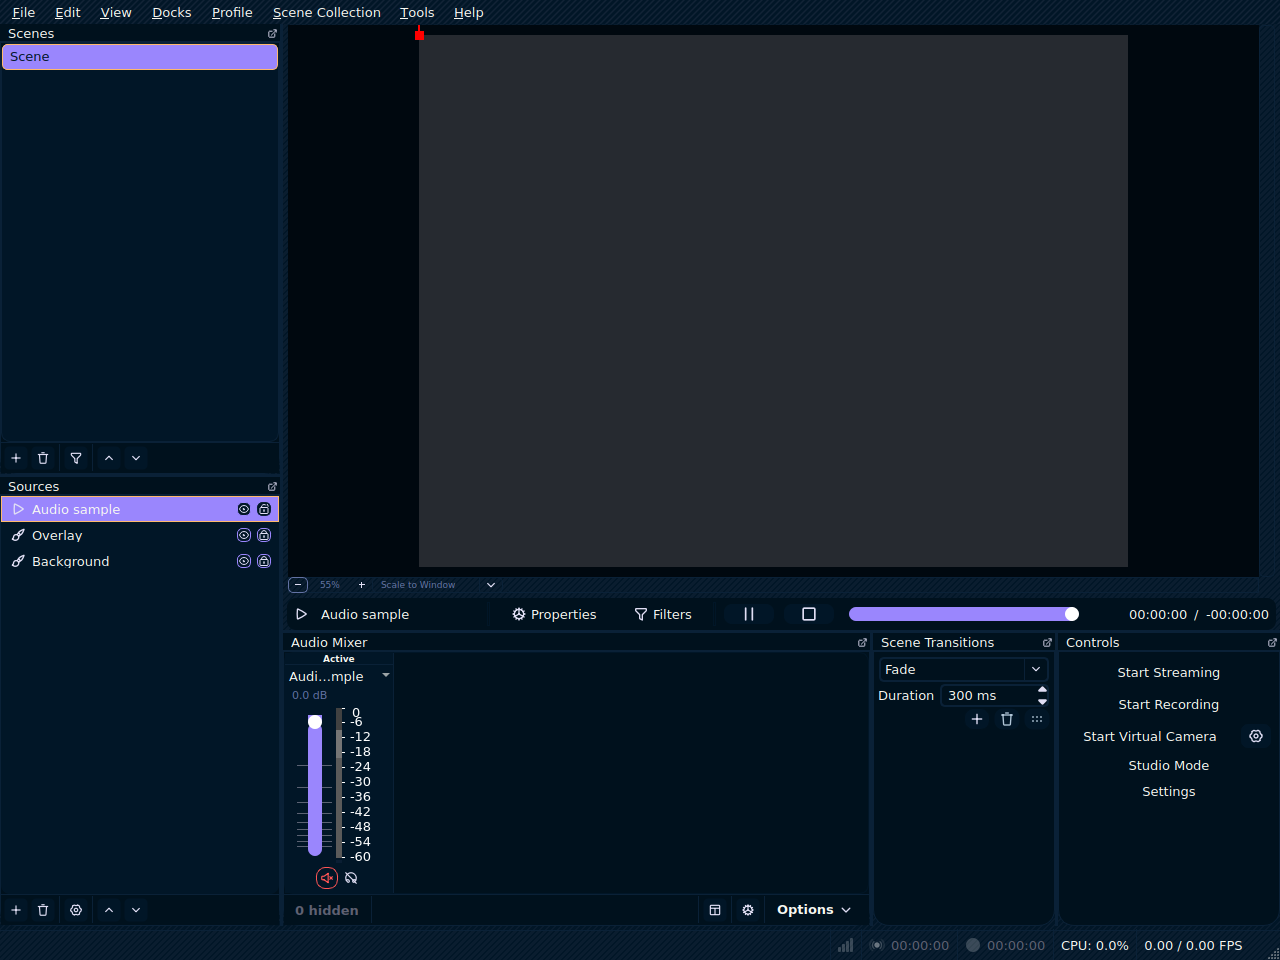 File Edit View Docks Profile Scene Collection Tools Help
Scenes
Scene
Sources
Audio sample
Overlay
Background
55% Scale to Window
Audio sample Properties Filters 00:00:00 / -00:00:00
Audio Mixer
Active
Audi...mple
0.0 dB
0
-6
-12
-18
-24
-30
-36
-42
-48
-54
-60
0 hidden
Options
Scene Transitions
Fade
Duration 300 ms
Controls
Start Streaming
Start Recording
Start Virtual Camera
Studio Mode
Settings
00:00:00 00:00:00 CPU: 0.0% 0.00 / 0.00 FPS